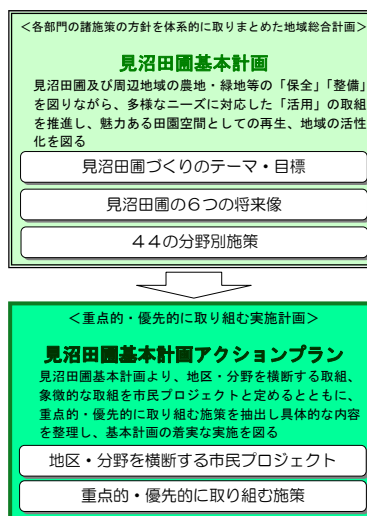 ＜各部門の諸施策の方針を体系的に取りまとめた地域総合計画＞
見沼田圃基本計画
見沼田圃及び周辺地域の農地・緑地等の「保全」「整備」
を図りながら、多様なニーズに対応した「活用」の取組
を推進し、魅力ある田園空間としての再生、地域の活性
化を図る
見沼田圃づくりのテーマ・目標
見沼田圃の６つの将来像
４４の分野別施策
＜重点的・優先的に取り組む実施計画＞
見沼田圃基本計画アクションプラン
見沼田圃基本計画より、地区・分野を横断する取組、
象徴的な取組を市民プロジェクトと定めるとともに、
重点的・優先的に取り組む施策を抽出し具体的な内容
を整理し、基本計画の着実な実施を図る
地区・分野を横断する市民プロジェクト
重点的・優先的に取り組む施策